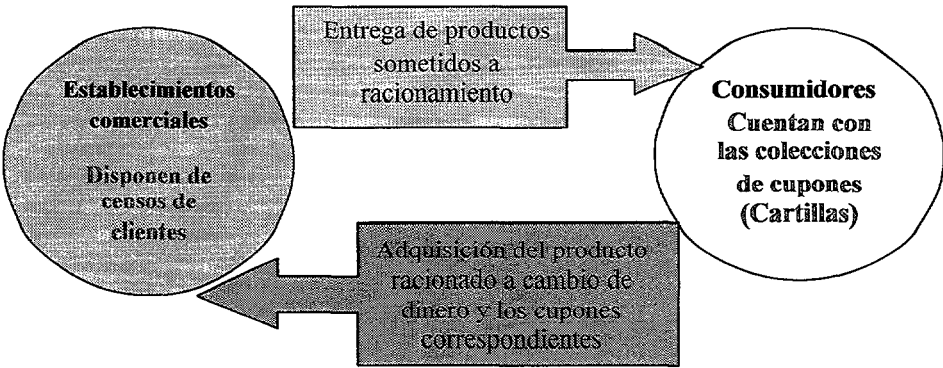 Establecimientos
comerciales
Disponen de
censos de
clientes
Entrega de productos
sometidos a
racionamiento
Consumidores
Cuentan con
las colecciones
de cupones
(Cartillas)
Adquisición del producto
racionado a cambio de
dinero y los cupones
correspondientes